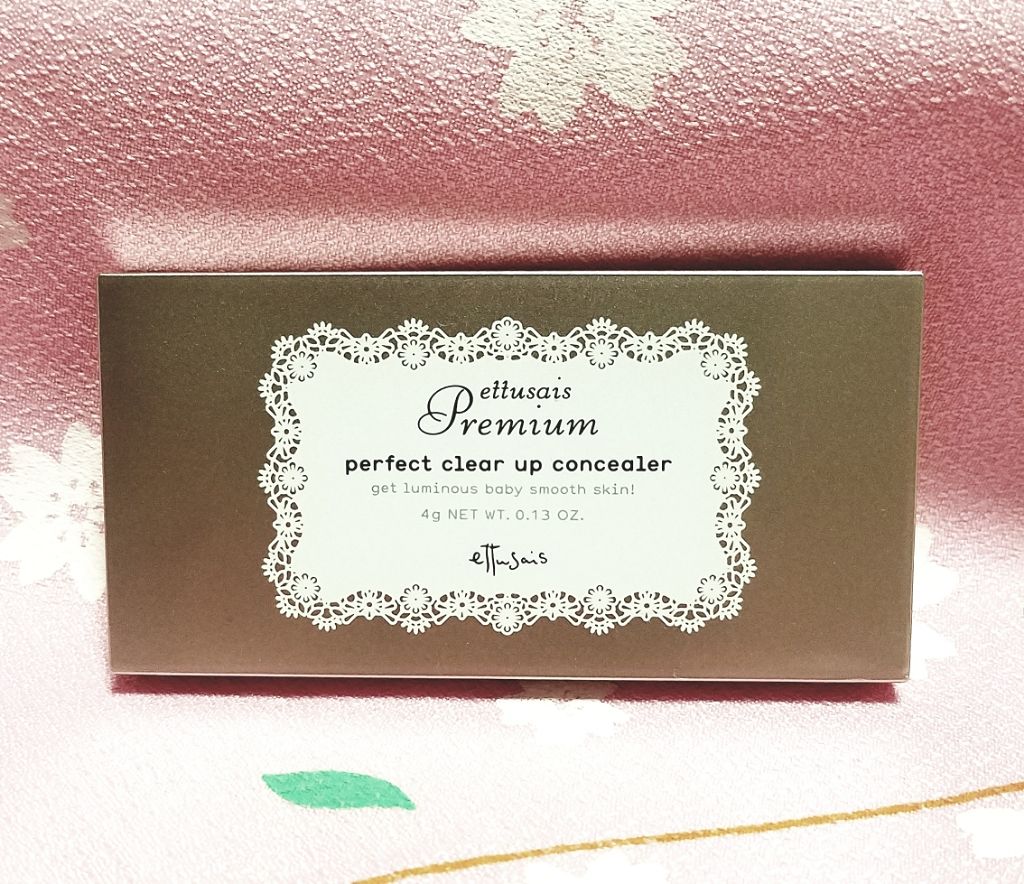 ettusais
Premium
perfect clear up concealer
get luminous baby smooth skin!
4g NET WT. 0.13 OZ.
ettusais